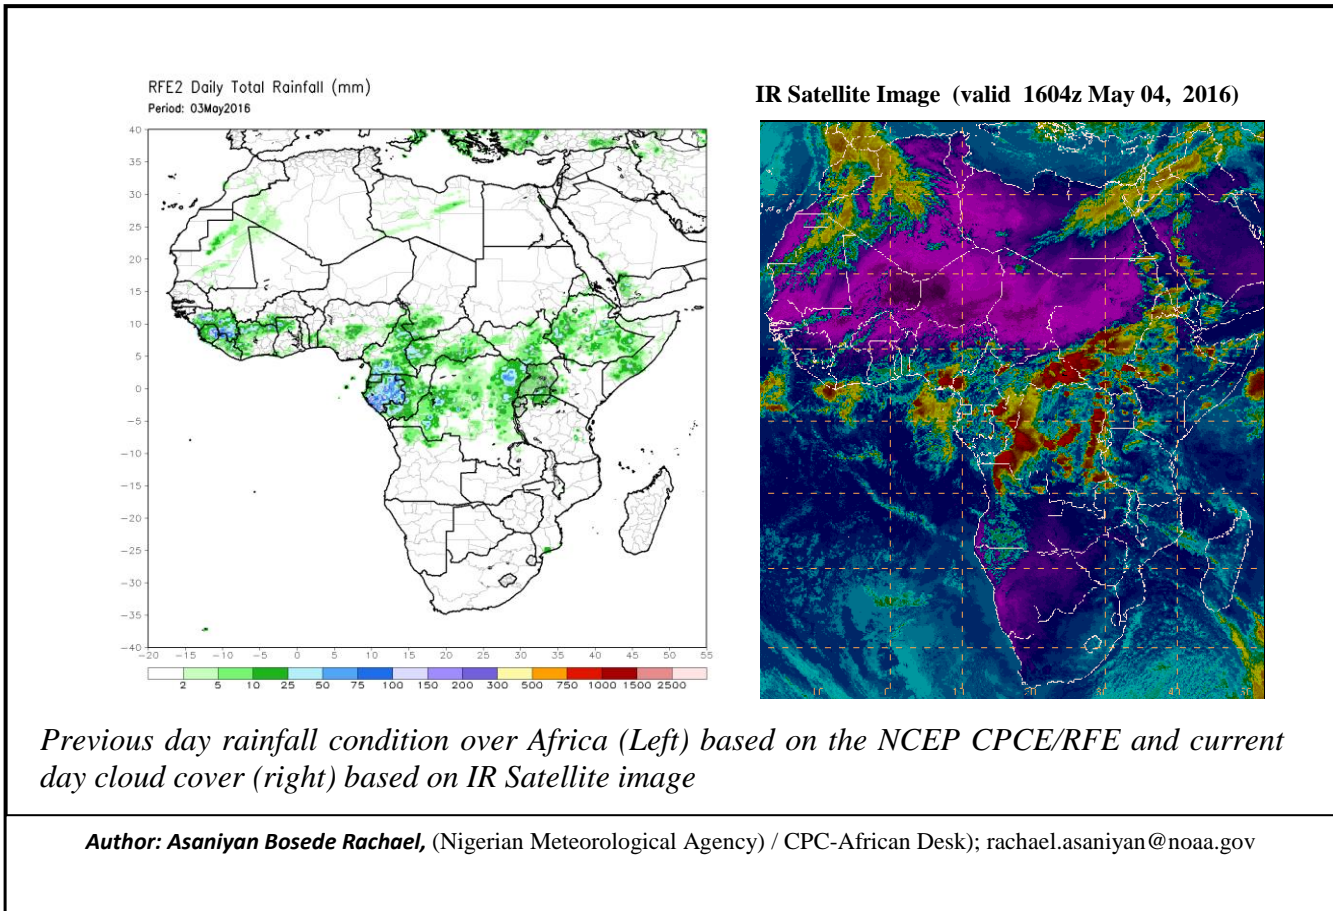 RFE2 Daily Total Rainfall (mm)
Period: 03May2016
IR Satellite Image (valid 1604z May 04, 2016)
40
35
30
25
20
15
10
5
0
−5
−10
−15
−20
−25
−30
−35
−40
−20 −15 −10 −5 0 5 10 15 20 25 30 35 40 45 50 55
2 5 10 25 50 75 100 150 200 300 500 750 1000 1500 2500
Previous day rainfall condition over Africa (Left) based on the NCEP CPCE/RFE and current
day cloud cover (right) based on IR Satellite image
Author: Asaniyan Bosede Rachael, (Nigerian Meteorological Agency) / CPC-African Desk); rachael.asaniyan@noaa.gov